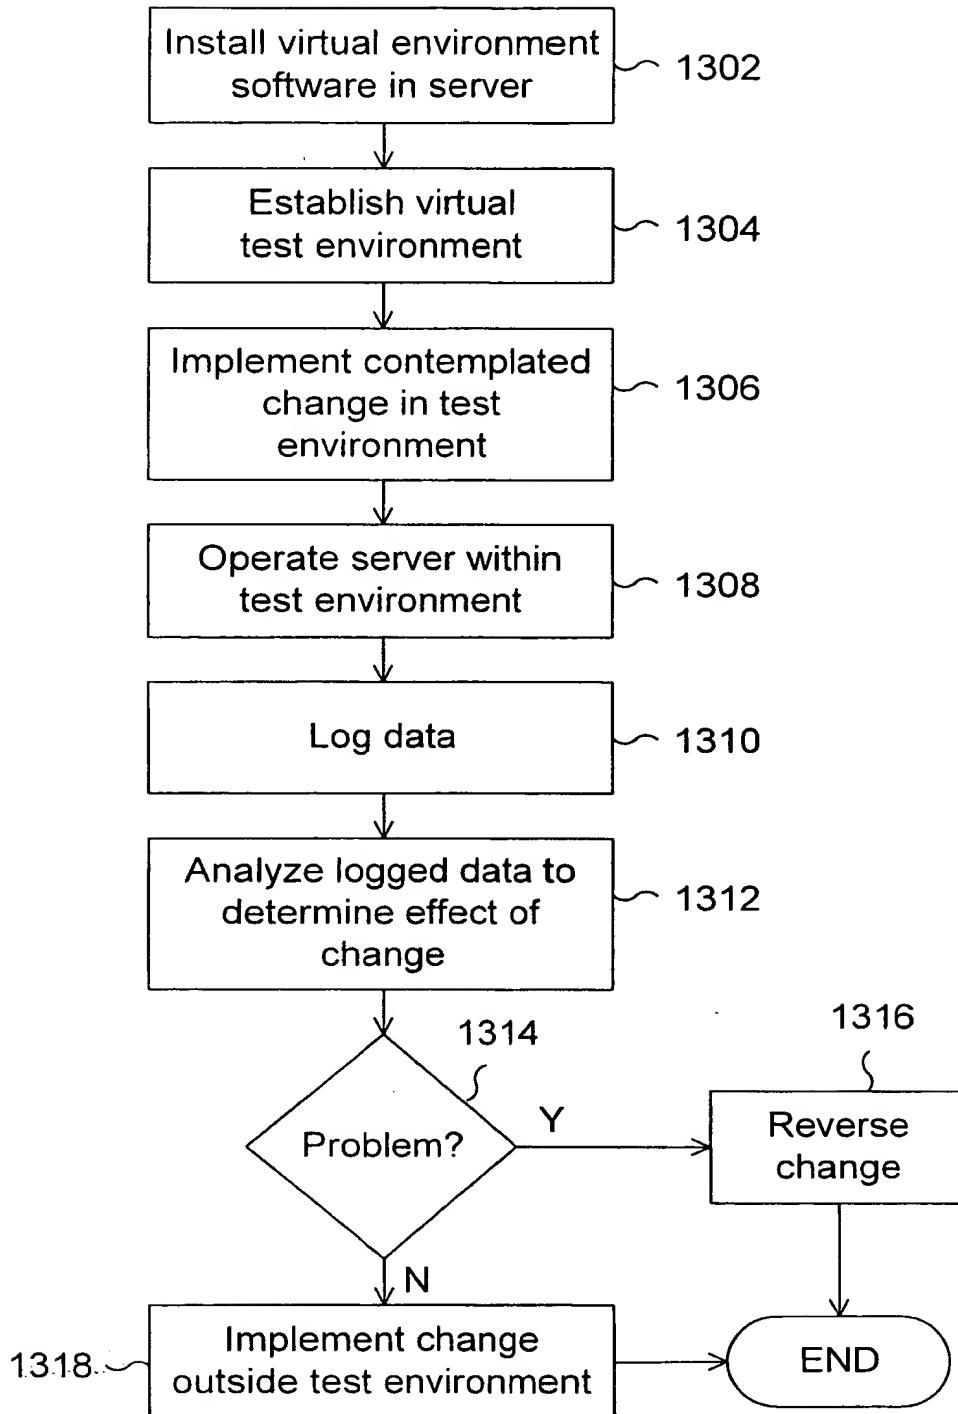 Install virtual environment
software in server
1302
Establish virtual
test environment
1304
Implement contemplated
change in test
environment
1306
Operate server within
test environment
1308
Log data
1310
Analyze logged data to
determine effect of
change
1312
1314
Problem?
Y
1316
Reverse
change
N
1318
Implement change
outside test environment
END